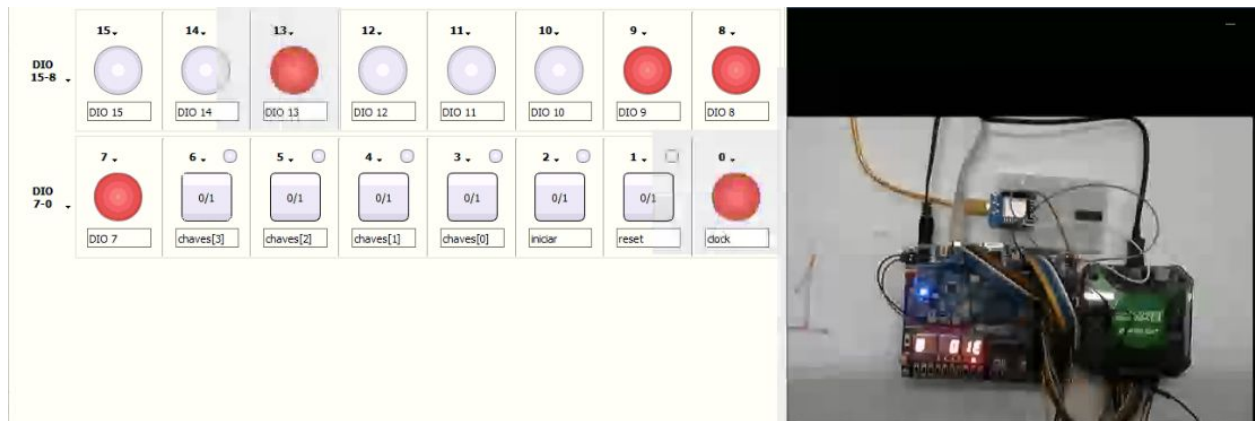 15 14 13 12 11 10 9 8
DIO
15-8
DIO 15 DIO 14 DIO 13 DIO 12 DIO 11 DIO 10 DIO 9 DIO 8
7 6 5 4 3 2 1 0
DIO
7-0
0/1 0/1 0/1 0/1 0/1 0/1
DIO 7 chaves[3] chaves[2] chaves[1] chaves[0] iniciar reset clock